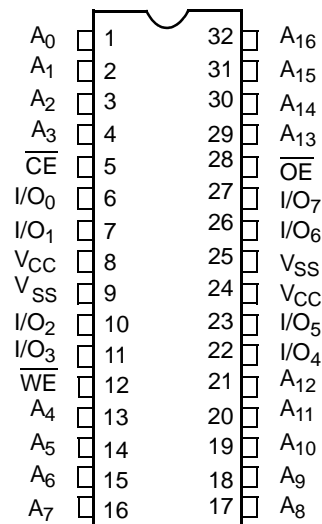 A0 1 32 A16
A1 2 31 A15
A2 3 30 A14
A3 4 29 A13
C̅E̅ 5 28 O̅E̅
I/O0 6 27 I/O7
I/O1 7 26 I/O6
VCC 8 25 VSS
VSS 9 24 VCC
I/O2 10 23 I/O5
I/O3 11 22 I/O4
W̅E̅ 12 21 A12
A4 13 20 A11
A5 14 19 A10
A6 15 18 A9
A7 16 17 A8